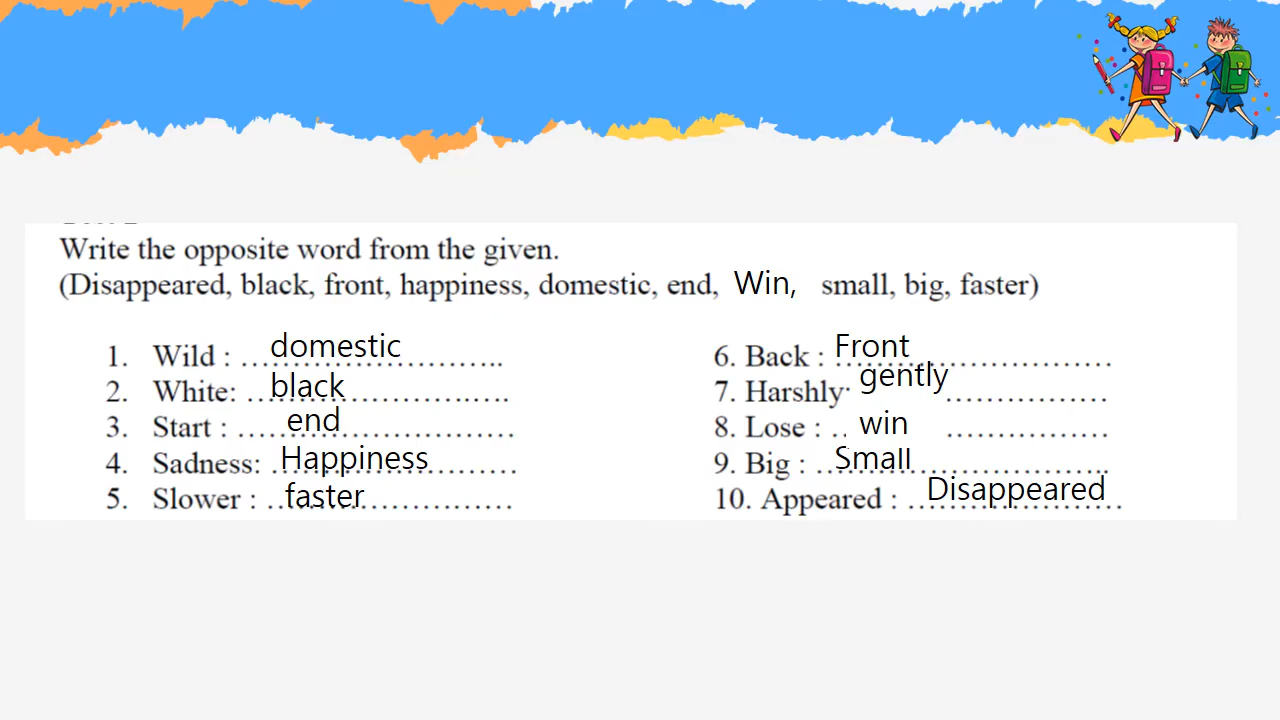 Write the opposite word from the given.
(Disappeared, black, front, happiness, domestic, end, Win, small, big, faster)
1. Wild : ... domestic ...
2. White: ... black ...
3. Start : ... end ...
4. Sadness: ... Happiness ...
5. Slower : ... faster ...
6. Back : ... Front ...
7. Harshly gently ...
8. Lose : .. win ...
9. Big : ... Small ...
10. Appeared : ... Disappeared ...